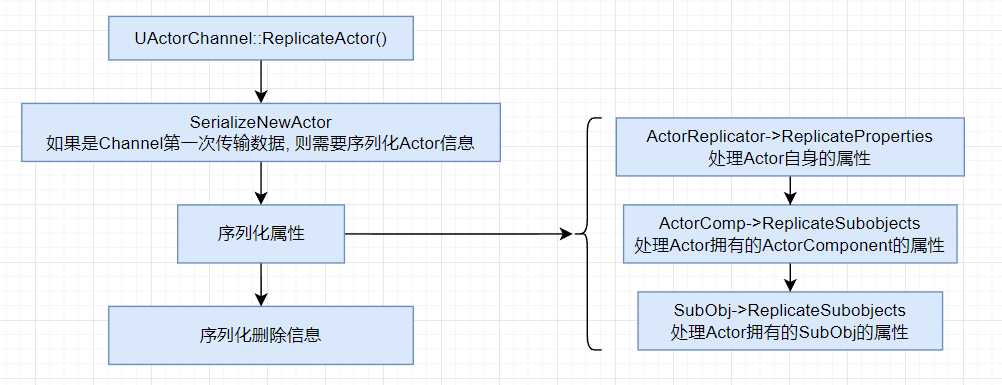 UActorChannel::ReplicateActor()
SerializeNewActor
如果是Channel第一次传输数据, 则需要序列化Actor信息
序列化属性
序列化删除信息
ActorReplicator->ReplicateProperties
处理Actor自身的属性
ActorComp->ReplicateSubobjects
处理Actor拥有的ActorComponent的属性
SubObj->ReplicateSubobjects
处理Actor拥有的SubObj的属性